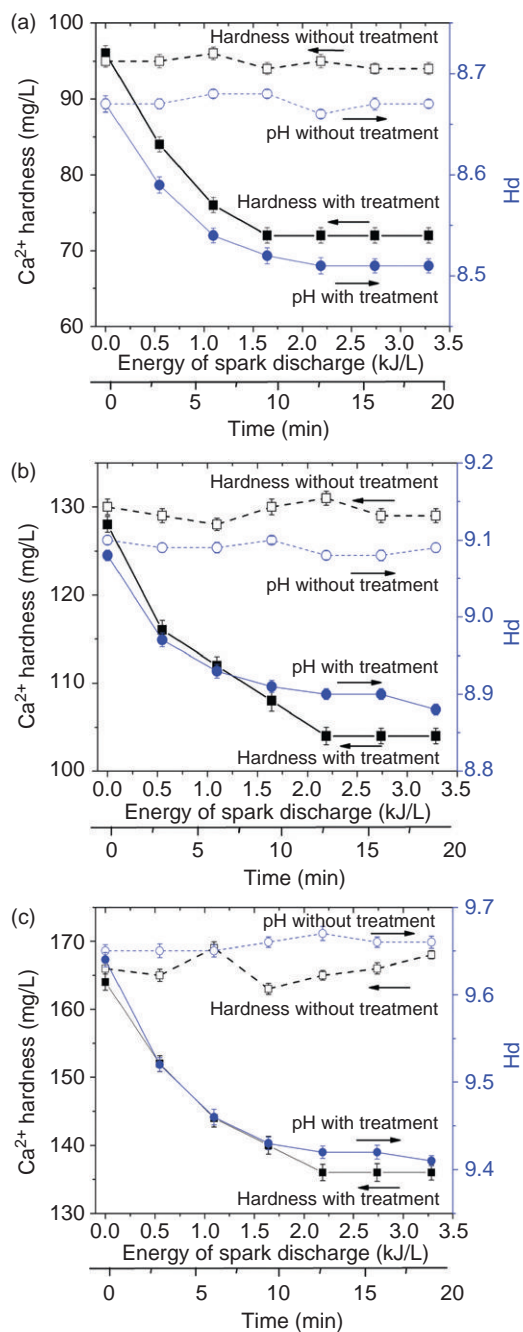 (a)
100
90
80
70
60
Ca²⁺ hardness (mg/L)
Hardness without treatment
pH without treatment
Hardness with treatment
pH with treatment
8.7
8.6
8.5
pH
0.0 0.5 1.0 1.5 2.0 2.5 3.0 3.5
Energy of spark discharge (kJ/L)
0 5 10 15 20
Time (min)
(b)
130
120
110
100
Ca²⁺ hardness (mg/L)
Hardness without treatment
pH without treatment
pH with treatment
Hardness with treatment
9.2
9.1
9.0
8.9
8.8
pH
0.0 0.5 1.0 1.5 2.0 2.5 3.0 3.5
Energy of spark discharge (kJ/L)
0 5 10 15 20
Time (min)
(c)
170
160
150
140
130
Ca²⁺ hardness (mg/L)
pH without treatment
Hardness without treatment
pH with treatment
Hardness with treatment
9.7
9.6
9.5
9.4
pH
0.0 0.5 1.0 1.5 2.0 2.5 3.0 3.5
Energy of spark discharge (kJ/L)
0 5 10 15 20
Time (min)